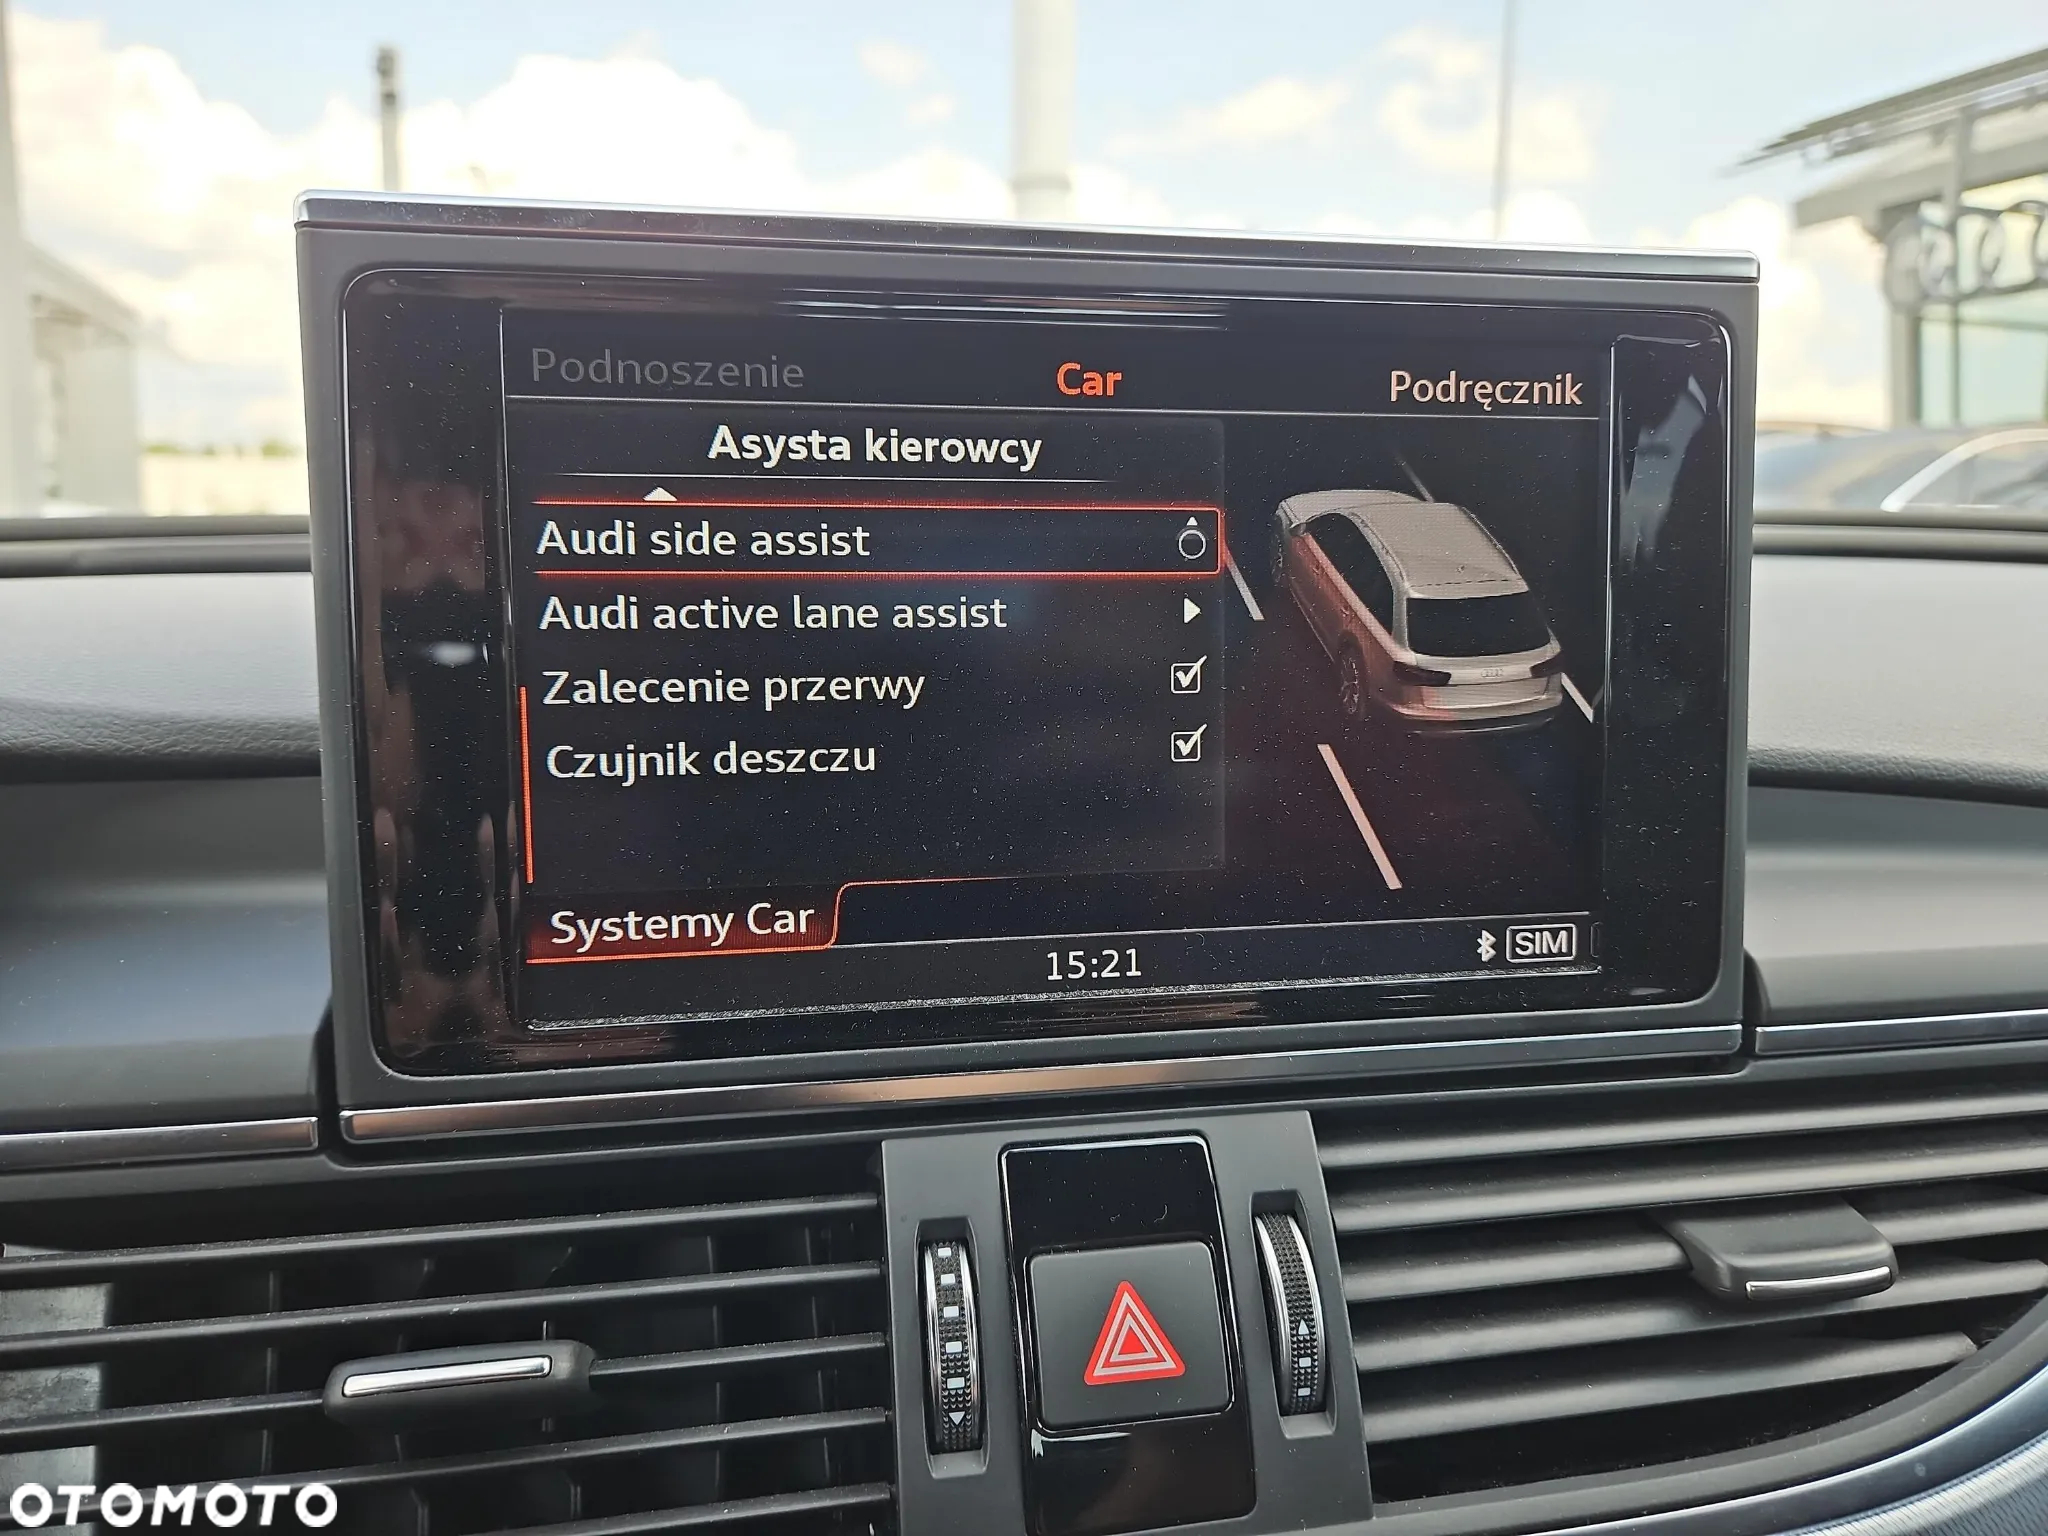 Podnoszenie
Car
Podręcznik
Asysta kierowcy
Audi side assist
Audi active lane assist
Zalecenie przerwy
Czujnik deszczu
Systemy Car
15:21
SIM
OTOMOTO